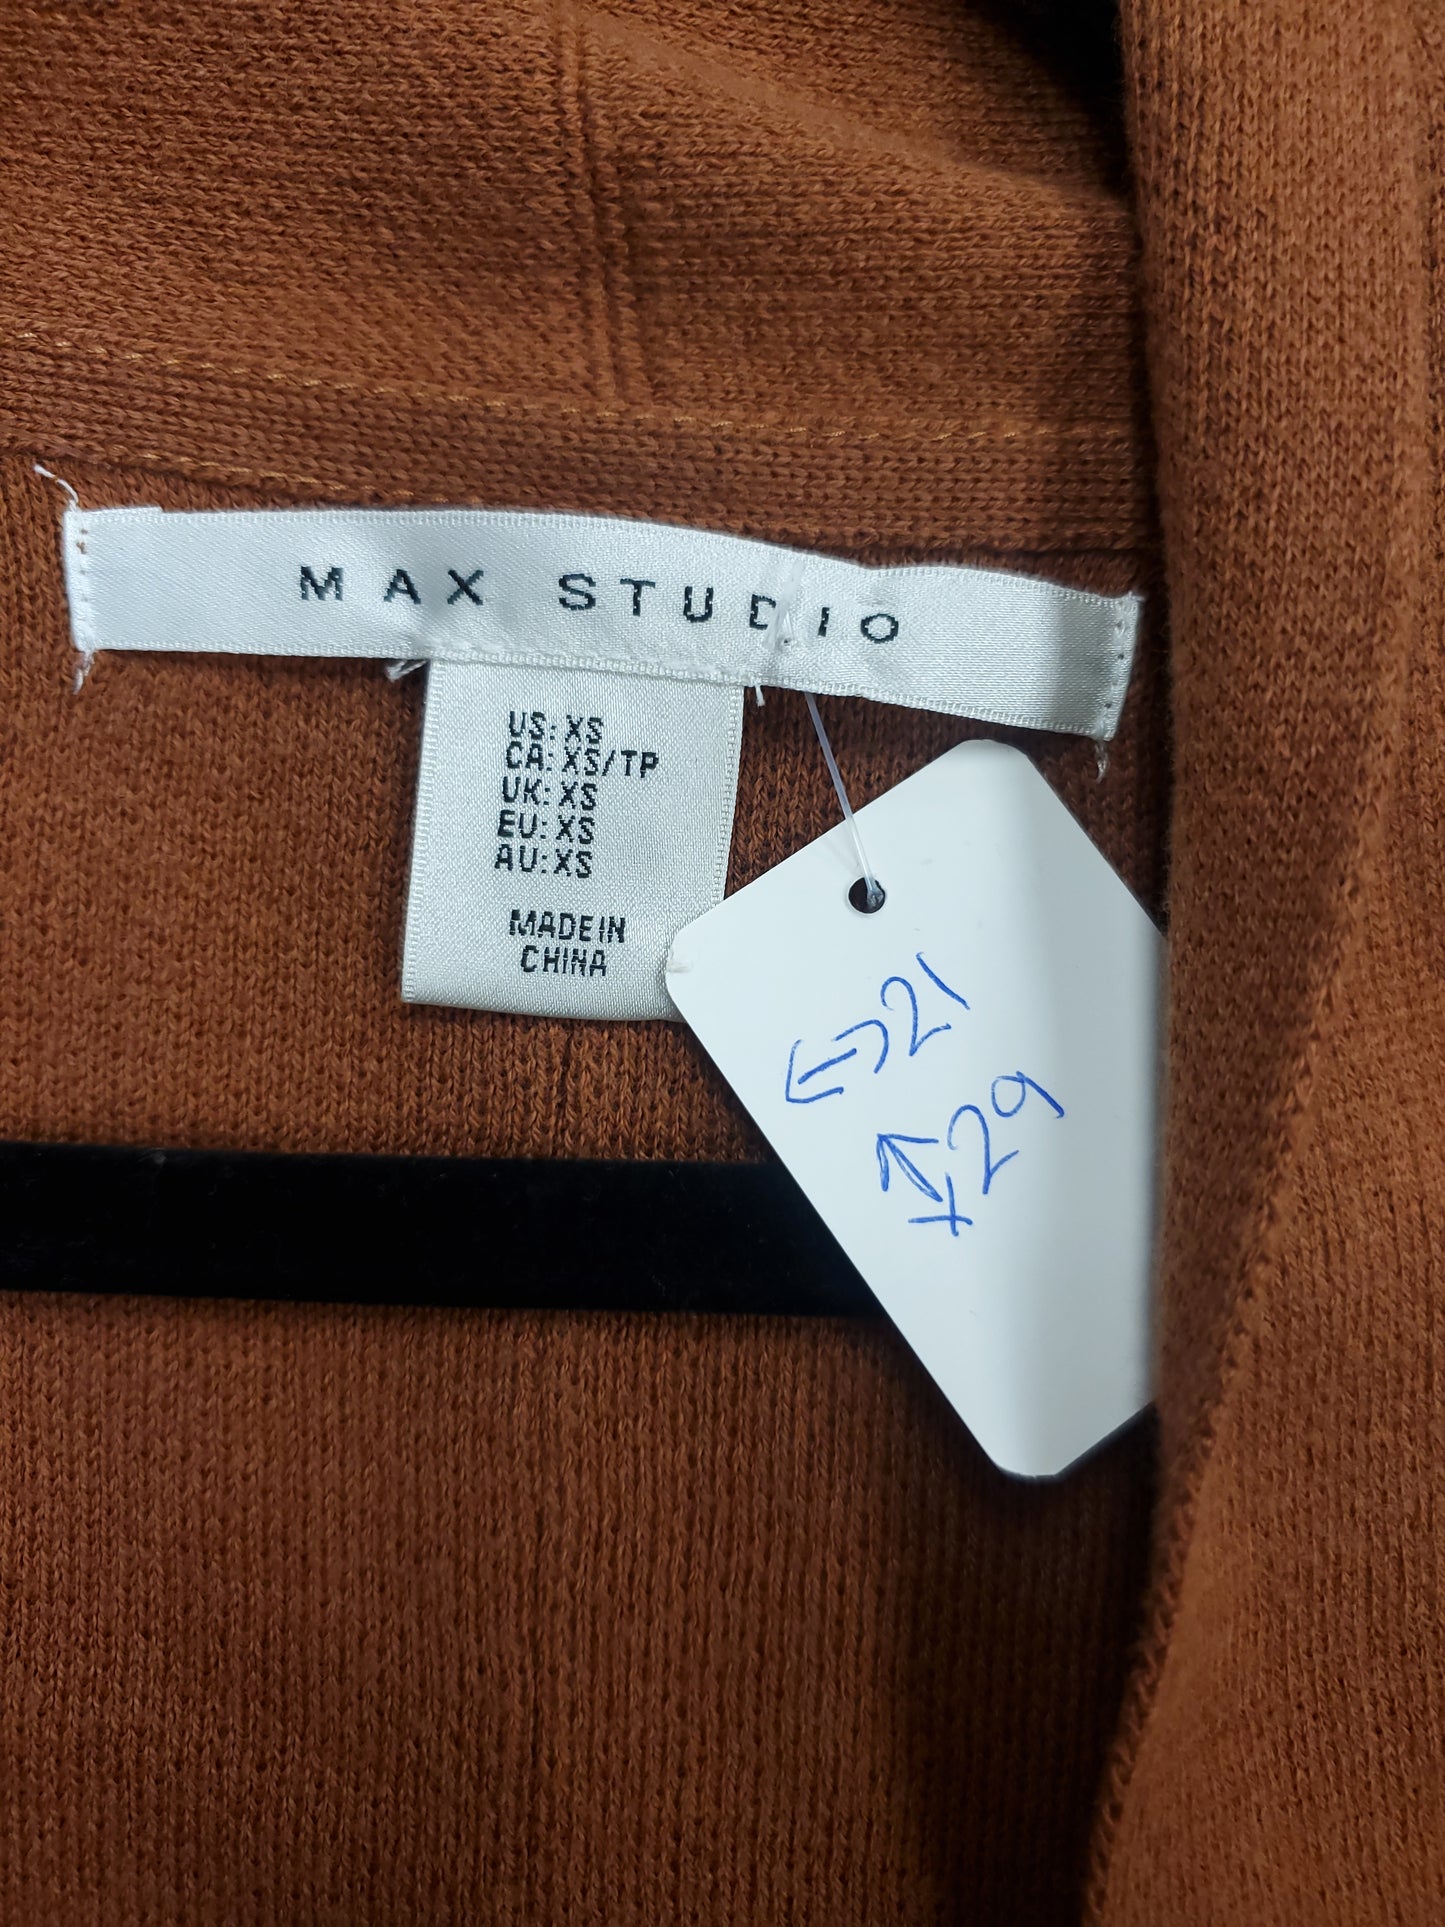 MAX STUDIO
US: XS
CA: XS/TP
UK: XS
EU: XS
AU: XS
MADE IN
CHINA
↔ 21
↕ 29